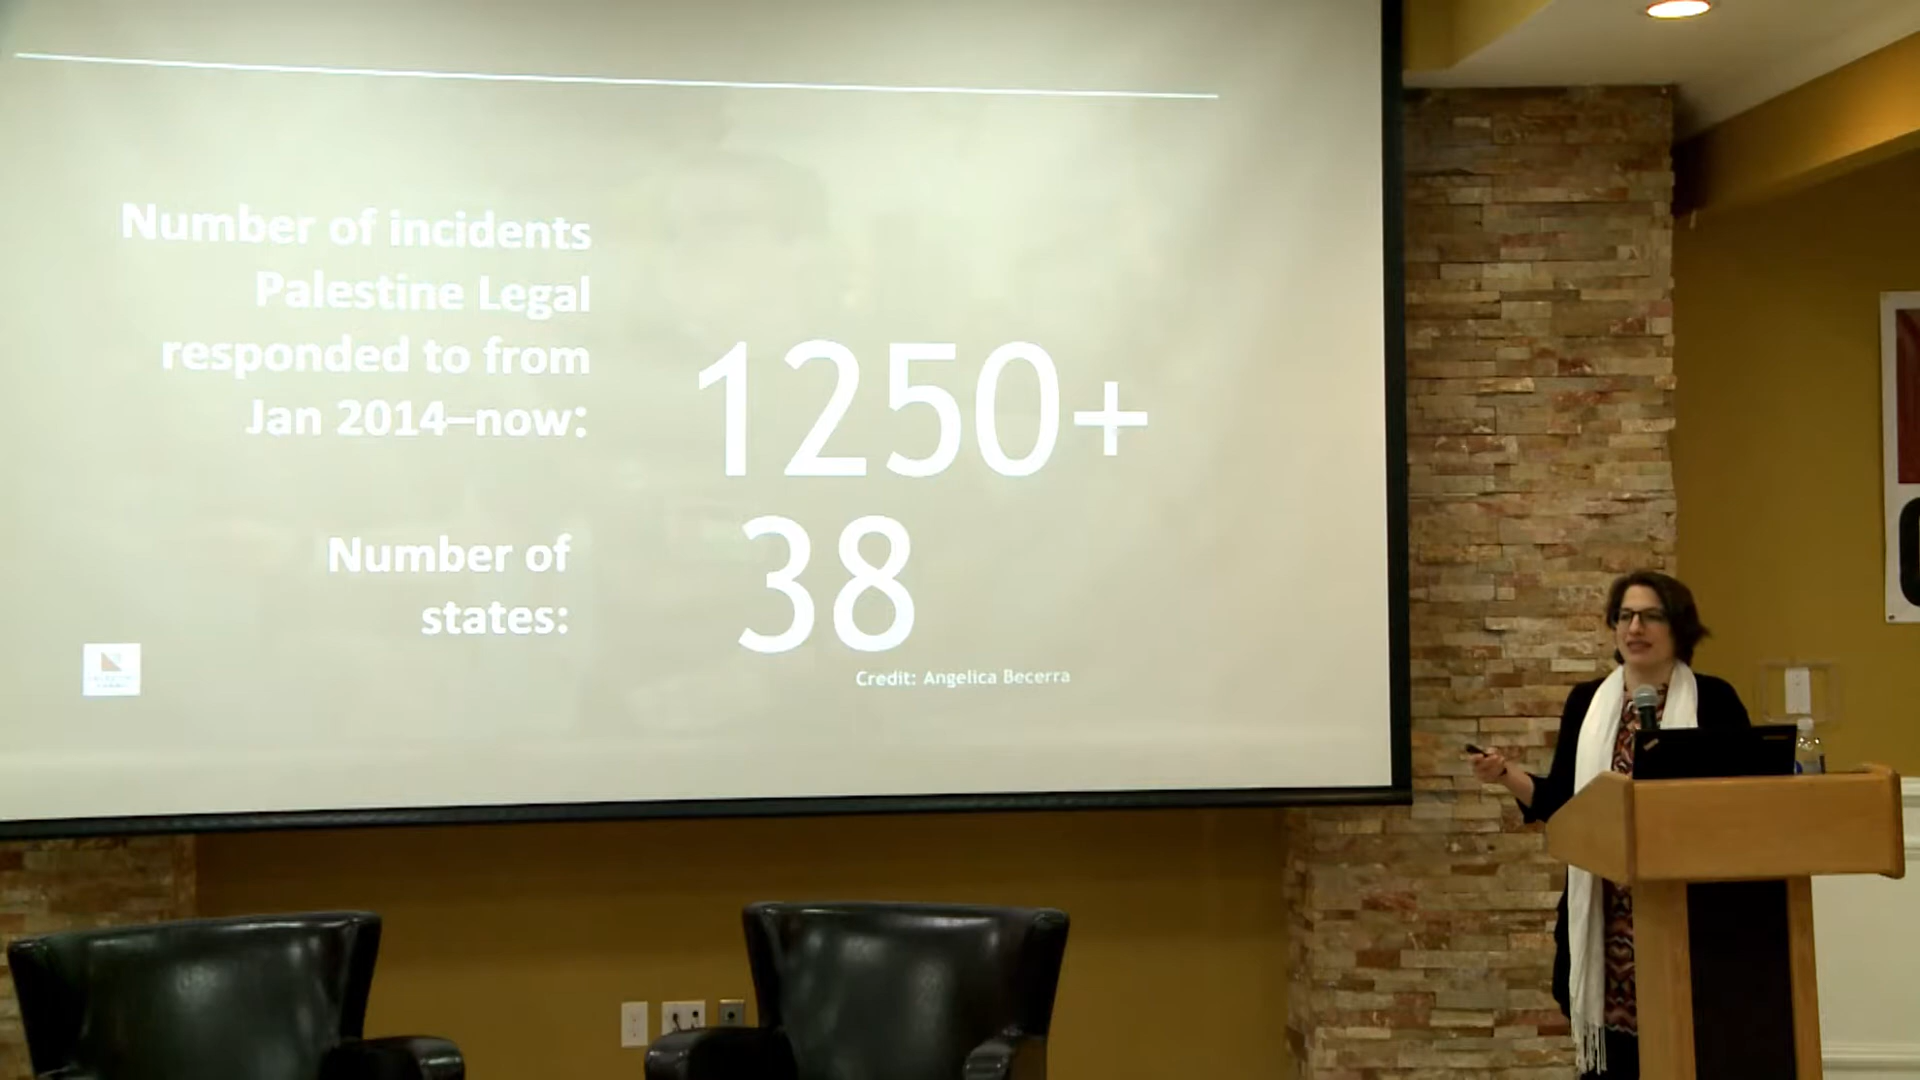 Number of incidents
Palestine Legal
responded to from
Jan 2014–now:
1250+
Number of
states:
38
Credit: Angelica Becerra